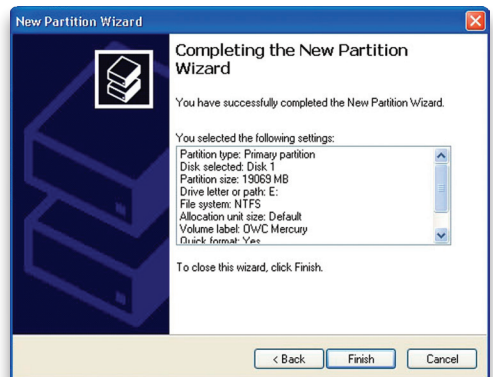 New Partition Wizard
Completing the New Partition
Wizard
You have successfully completed the New Partition Wizard.
You selected the following settings:
Partition type: Primary partition
Disk selected: Disk 1
Partition size: 19069 MB
Drive letter or path: E:
File system: NTFS
Allocation unit size: Default
Volume label: OWC Mercury
Quick format: Yes
To close this wizard, click Finish.
< Back Finish Cancel